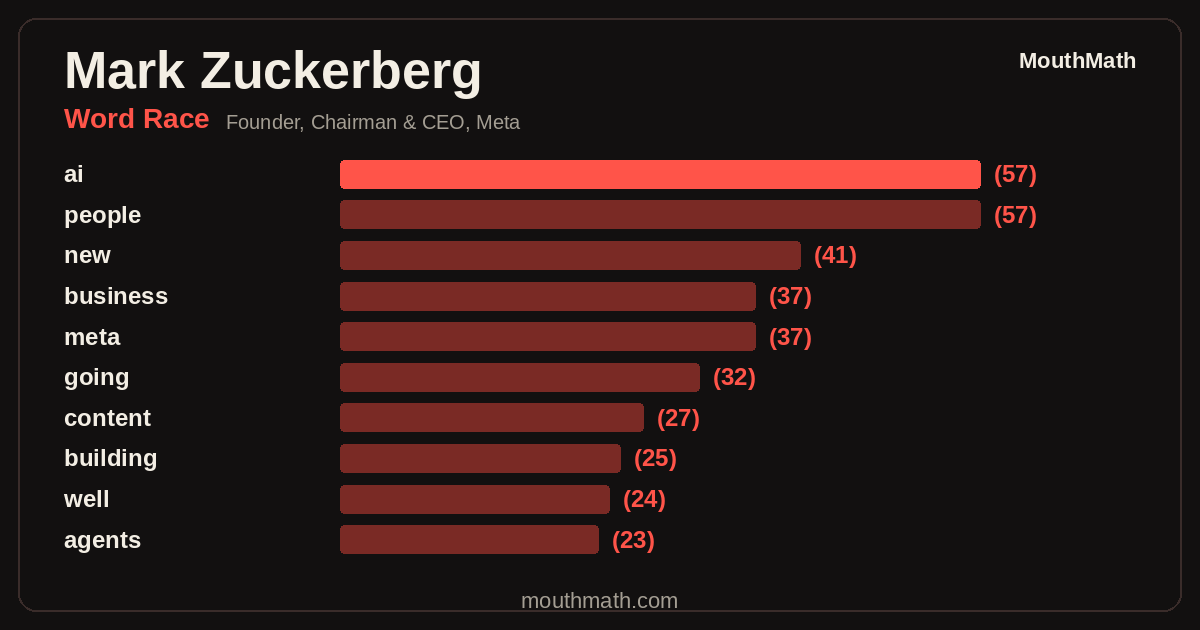 Mark Zuckerberg
MouthMath
Word Race Founder, Chairman & CEO, Meta
ai (57)
people (57)
new (41)
business (37)
meta (37)
going (32)
content (27)
building (25)
well (24)
agents (23)
mouthmath.com